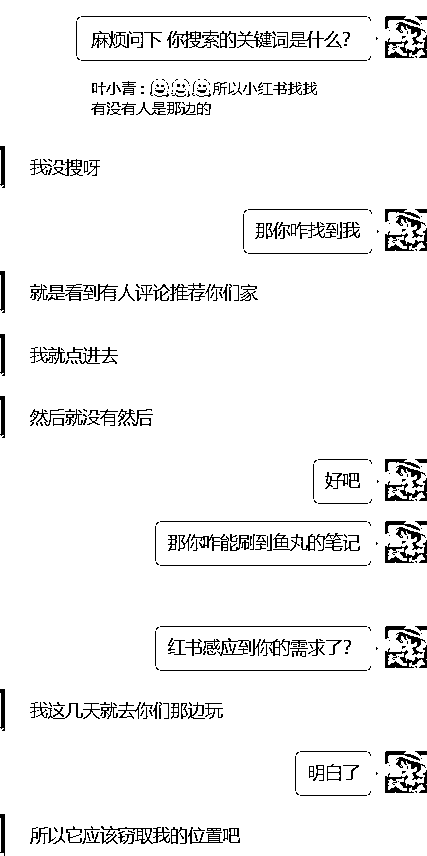 麻烦问下 你搜索的关键词是什么？
叶小青：所以小红书找找
有没有人是那边的
我没搜呀
那你咋找到我
就是看到有人评论推荐你们家
我就点进去
然后就没有然后
好吧
那你咋能刷到鱼丸的笔记
红书感应到你的需求了？
我这几天就去你们那边玩
明白了
所以它应该窃取我的位置吧